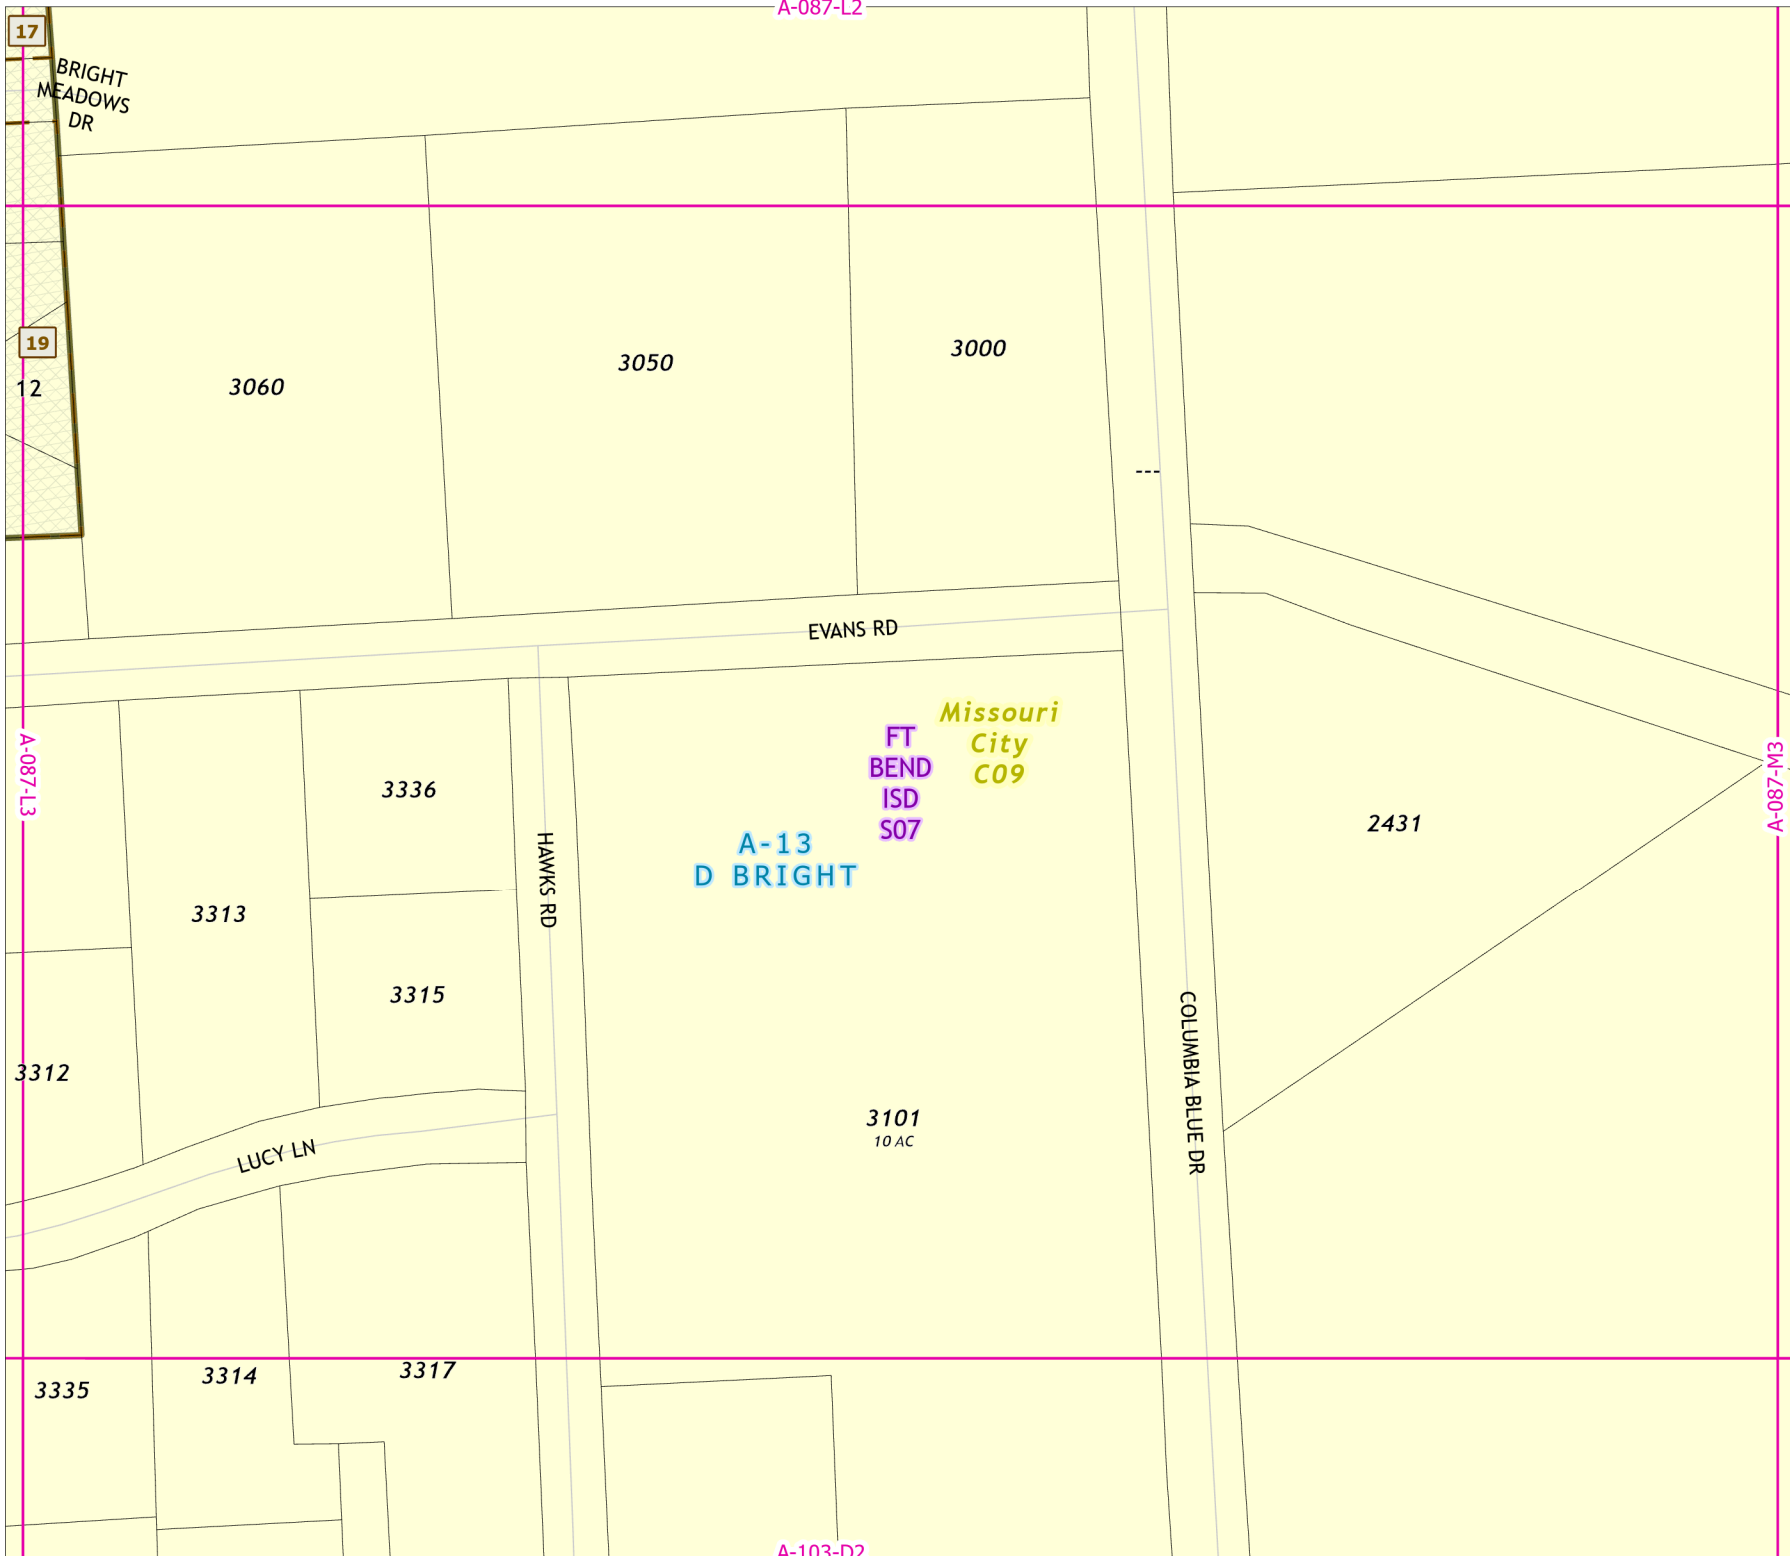 A-087-L2
17
BRIGHT
MEADOWS
DR
19
12
3060
3050
3000
---
EVANS RD
Missouri
City
C09
FT
BEND
ISD
S07
A-13
D BRIGHT
A-087-L3
A-087-M3
3336
HAWKS RD
2431
3313
3315
3312
COLUMBIA BLUE DR
3101
10 AC
LUCY LN
3335
3314
3317
A-103-D2